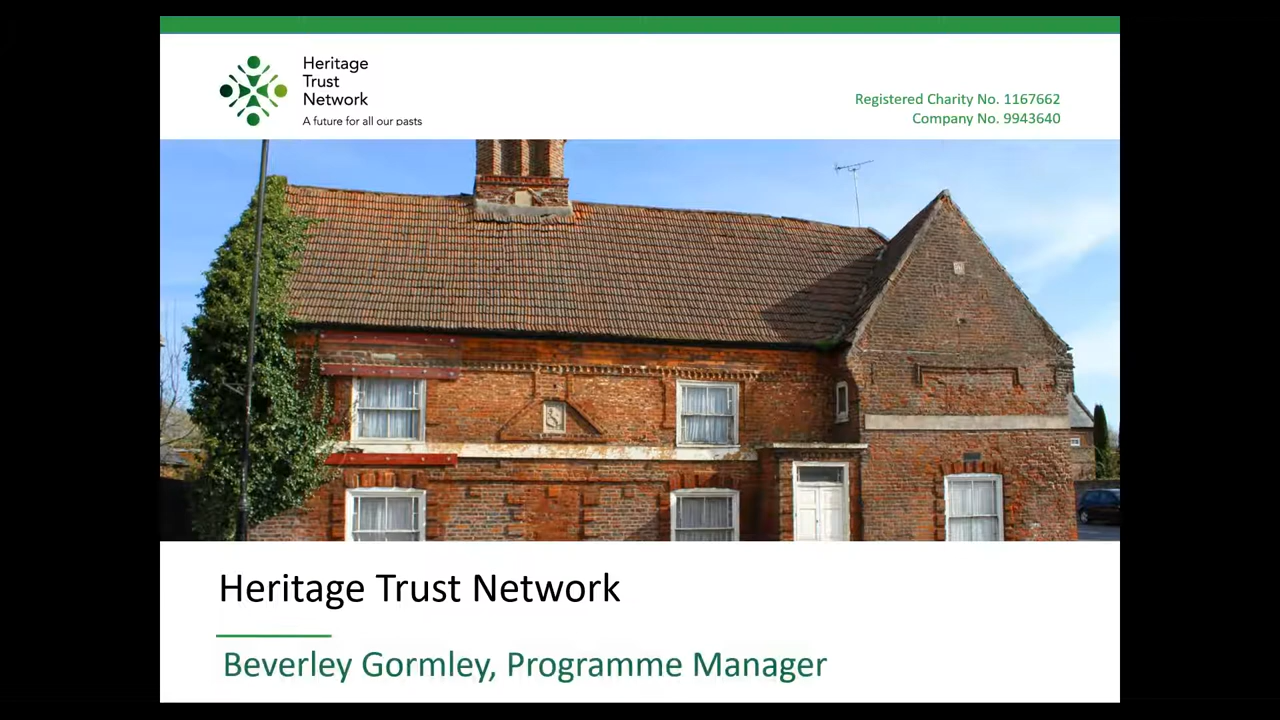 Heritage
Trust
Network
A future for all our pasts
Registered Charity No. 1167662
Company No. 9943640
Heritage Trust Network
Beverley Gormley, Programme Manager